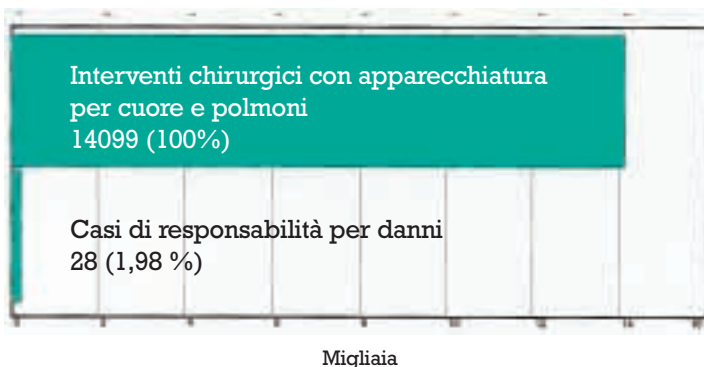 Interventi chirurgici con apparecchiatura
per cuore e polmoni
14099 (100%)
Casi di responsabilità per danni
28 (1,98 %)
Migliaia